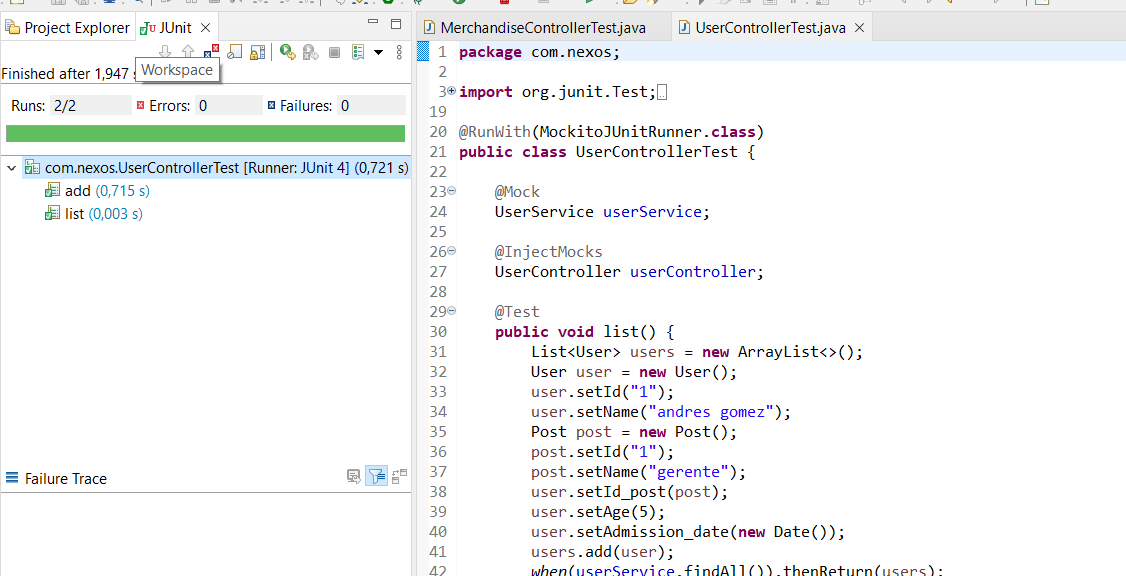 Project Explorer
JUnit
Finished after 1,947
Workspace
Runs: 2/2
Errors: 0
Failures: 0
com.nexos.UserControllerTest [Runner: JUnit 4] (0,721 s)
add (0,715 s)
list (0,003 s)
Failure Trace
MerchandiseControllerTest.java
UserControllerTest.java
1 package com.nexos;
2
3 import org.junit.Test;
19
20 @RunWith(MockitoJUnitRunner.class)
21 public class UserControllerTest {
22
23 @Mock
24 UserService userService;
25
26 @InjectMocks
27 UserController userController;
28
29 @Test
30 public void list() {
31 List<User> users = new ArrayList<>();
32 User user = new User();
33 user.setId("1");
34 user.setName("andres gomez");
35 Post post = new Post();
36 post.setId("1");
37 post.setName("gerente");
38 user.setId_post(post);
39 user.setAge(5);
40 user.setAdmission_date(new Date());
41 users.add(user);
42 when(userService.findAll()).thenReturn(users);